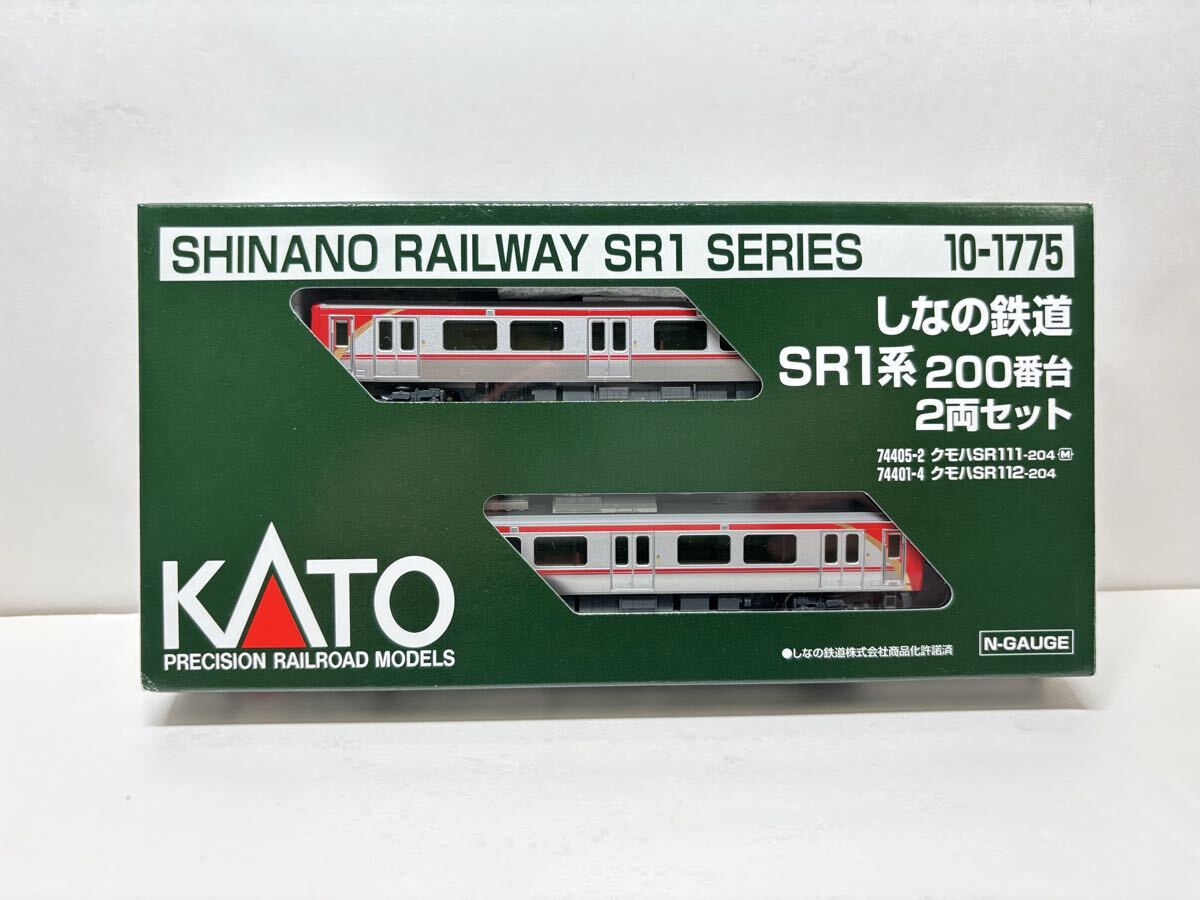 SHINANO RAILWAY SR1 SERIES 10-1775
しなの鉄道
SR1系 200番台
2両セット
74405-2 クモハSR111-204 M
74401-4 クモハSR112-204
KATO
PRECISION RAILROAD MODELS
●しなの鉄道株式会社商品化許諾済
N-GAUGE